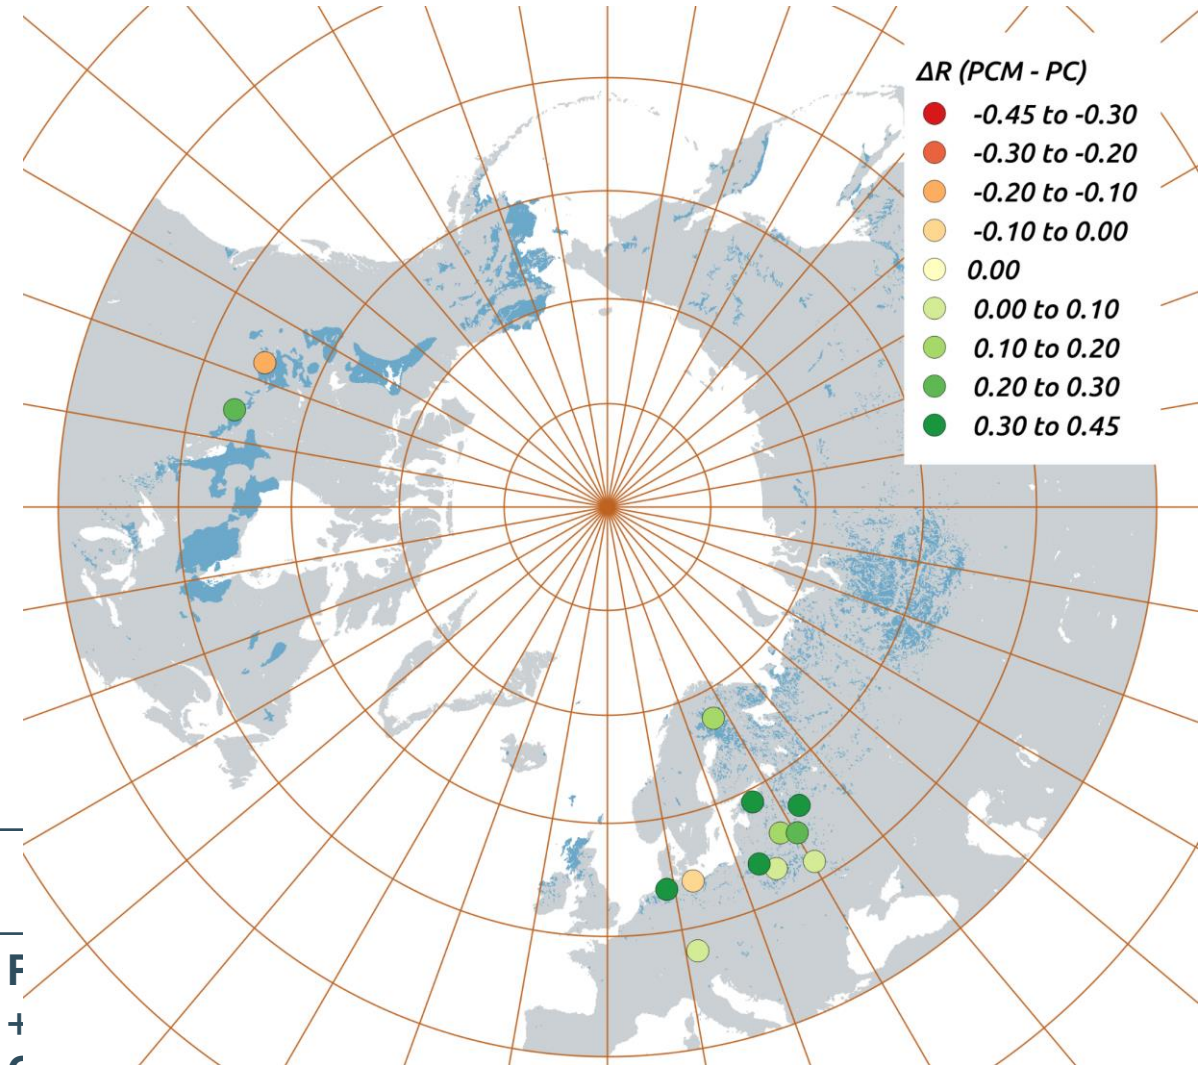 ΔR (PCM - PC)
-0.45 to -0.30
-0.30 to -0.20
-0.20 to -0.10
-0.10 to 0.00
0.00
0.00 to 0.10
0.10 to 0.20
0.20 to 0.30
0.30 to 0.45
F
+